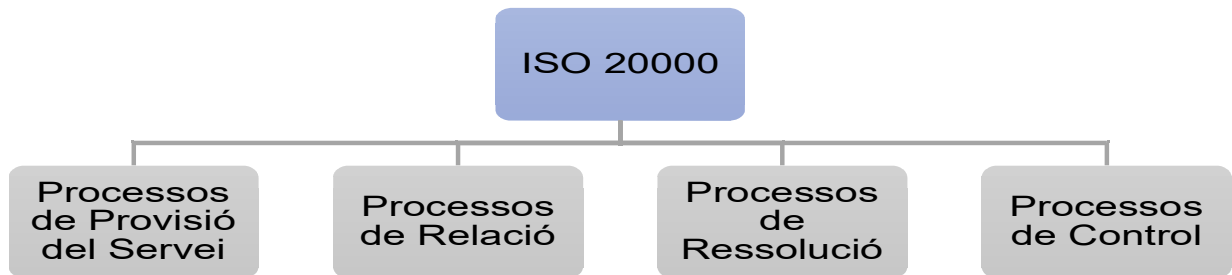 ISO 20000
Processos
de Provisió
del Servei
Processos
de Relació
Processos
de
Ressolució
Processos
de Control